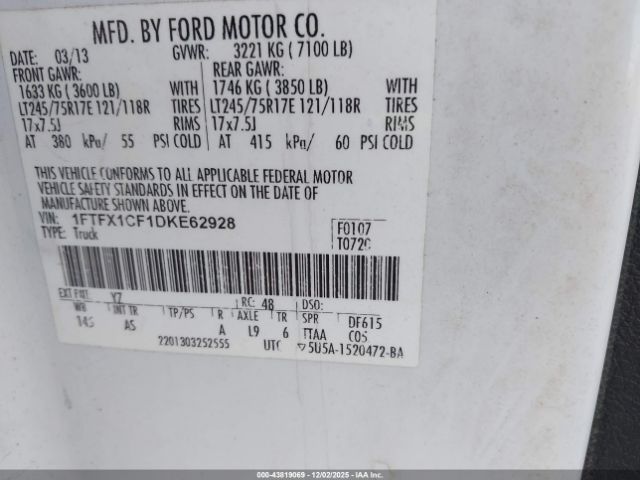 MFD. BY FORD MOTOR CO.
DATE: 03/13 GVWR: 3221 KG ( 7100 LB)
FRONT GAWR: REAR GAWR:
1633 KG ( 3600 LB) WITH 1746 KG ( 3850 LB) WITH
LT245/75R17E 121/118R TIRES LT245/75R17E 121/118R TIRES
17x7.5J RIMS 17x7.5J RIMS
AT 380 kPa/ 55 PSI COLD AT 415 kPa/ 60 PSI COLD
THIS VEHICLE CONFORMS TO ALL APPLICABLE FEDERAL MOTOR
VEHICLE SAFETY STANDARDS IN EFFECT ON THE DATE OF
MANUFACTURE SHOWN ABOVE.
VIN: 1FTFX1CF1DKE62928 F0107
TYPE: Truck T0720
EXT PNT: YZ RC: 48 DSO:
WB INT TR TP/PS R AXLE TR SPR DF615
145 AS A L9 6 TTAA C05
2201303252555 UTC ▽5U5A-1520472-BA
00-43819069 - 12/02/2025 - IAAI.COM